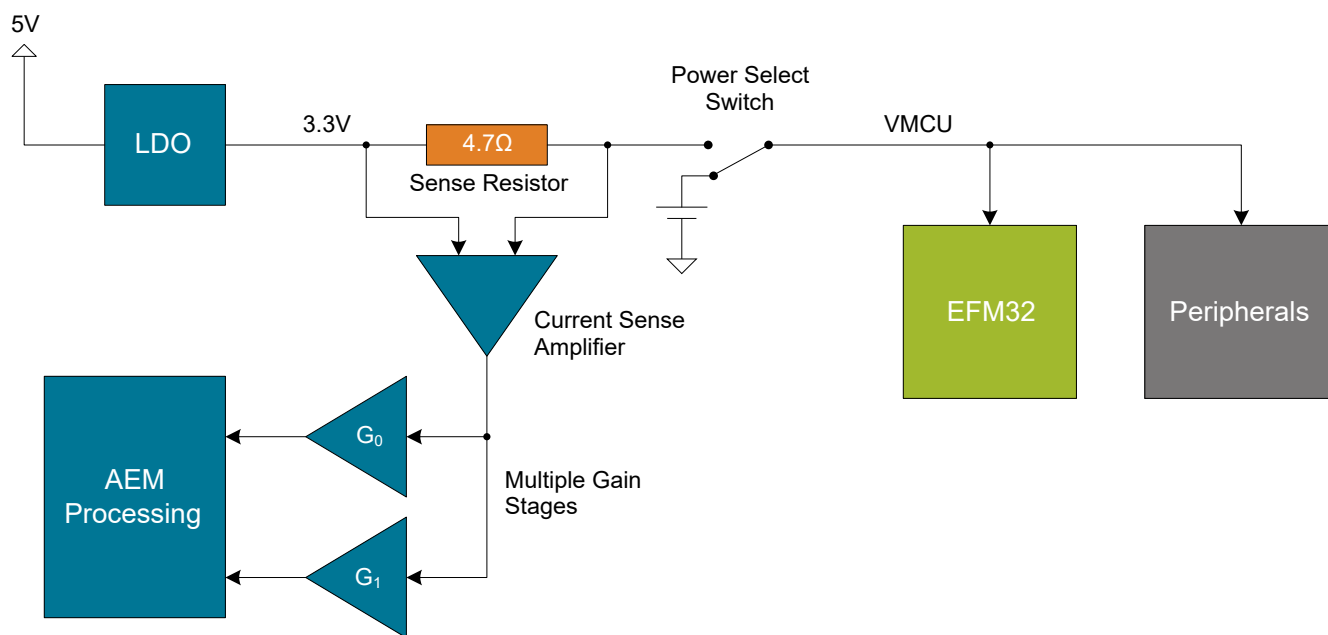 5V
LDO
3.3V
4.7Ω
Sense Resistor
Power Select
Switch
VMCU
EFM32
Peripherals
Current Sense
Amplifier
AEM
Processing
G₀
G₁
Multiple Gain
Stages